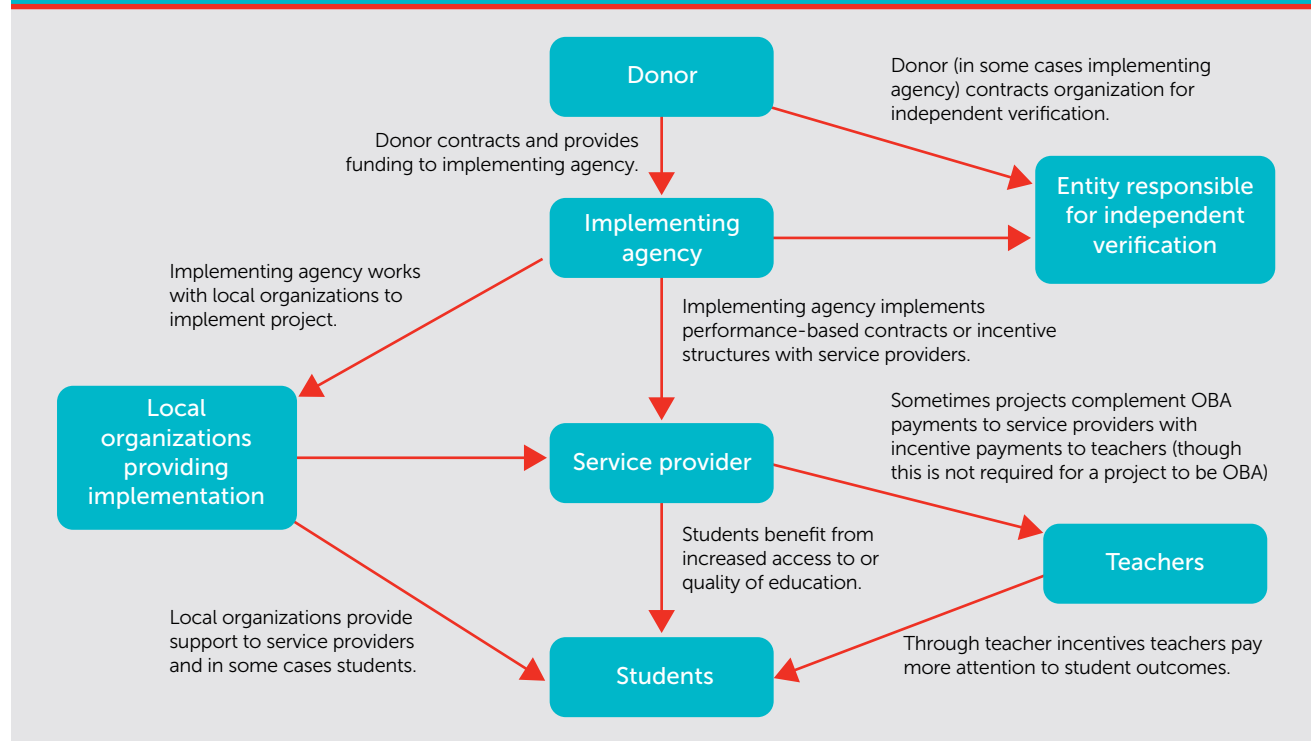 Donor
Donor (in some cases implementing
agency) contracts organization for
independent verification.
Donor contracts and provides
funding to implementing agency.
Entity responsible
for independent
verification
Implementing
agency
Implementing agency works
with local organizations to
implement project.
Implementing agency implements
performance-based contracts or incentive
structures with service providers.
Local
organizations
providing
implementation
Sometimes projects complement OBA
payments to service providers with
incentive payments to teachers (though
this is not required for a project to be OBA)
Service provider
Students benefit from
increased access to or
quality of education.
Teachers
Local organizations provide
support to service providers
and in some cases students.
Through teacher incentives teachers pay
more attention to student outcomes.
Students